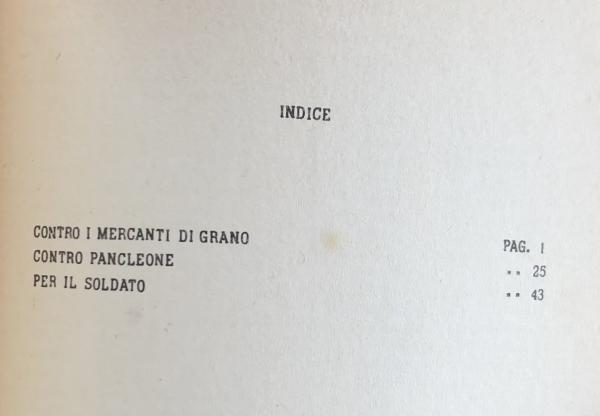 INDICE
CONTRO I MERCANTI DI GRANO PAG. 1
CONTRO PANCLEONE " " 25
PER IL SOLDATO " " 43